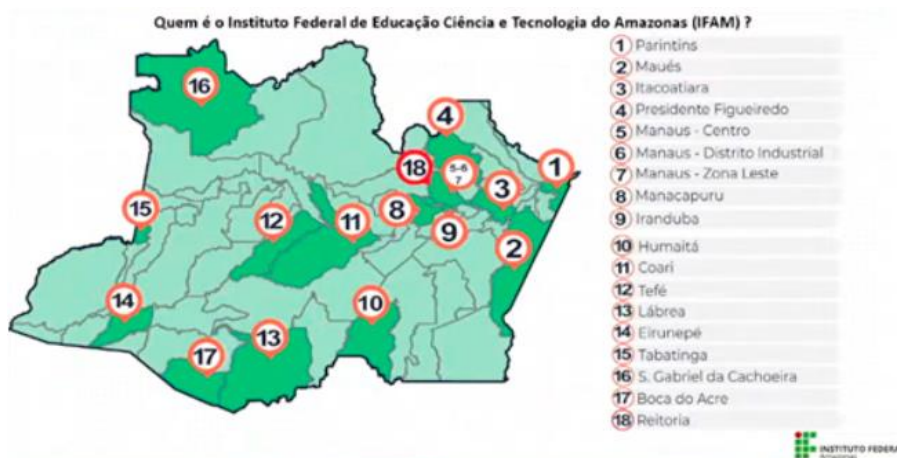 Quem é o Instituto Federal de Educação Ciência e Tecnologia do Amazonas (IFAM) ?
16
4
18
5-6
7
1
3
15
12
11
8
9
2
14
10
13
17
1 Parintins
2 Maués
3 Itacoatiara
4 Presidente Figueiredo
5 Manaus - Centro
6 Manaus - Distrito Industrial
7 Manaus - Zona Leste
8 Manacapuru
9 Iranduba
10 Humaitá
11 Coari
12 Tefé
13 Lábrea
14 Eirunepé
15 Tabatinga
16 S. Gabriel da Cachoeira
17 Boca do Acre
18 Reitoria
INSTITUTO FEDERA
Amazonas